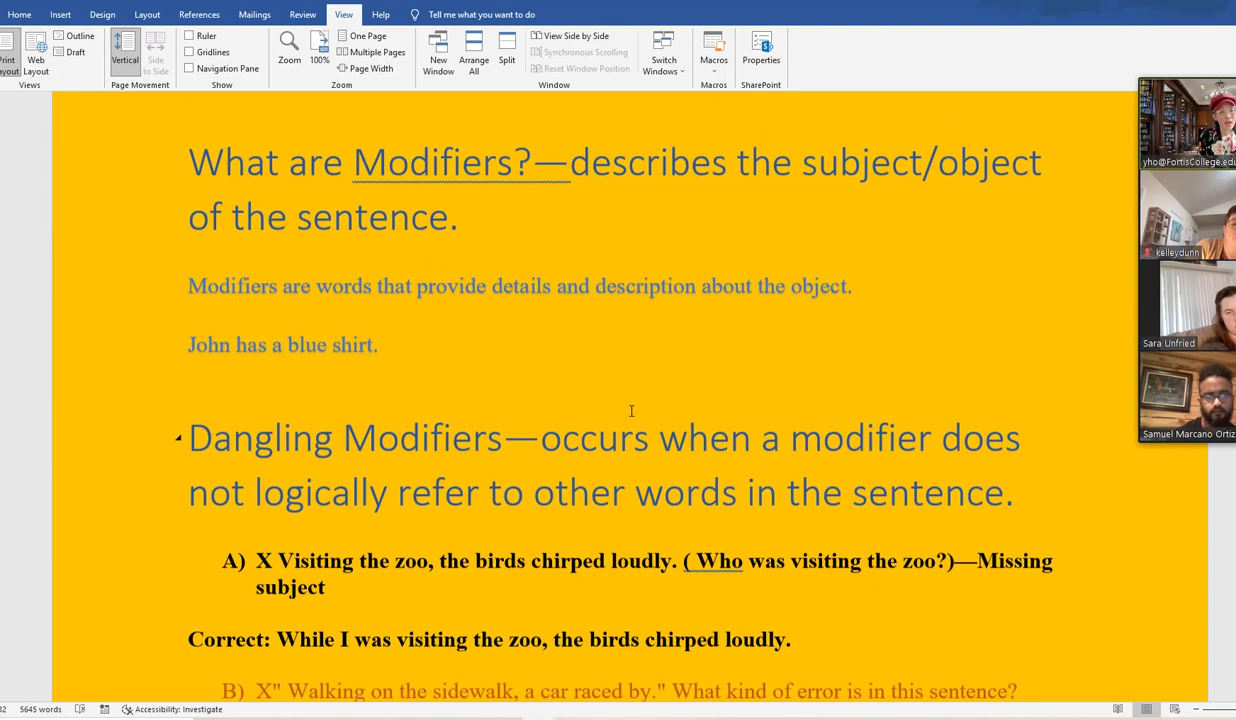 Home Insert Design Layout References Mailings Review View Help Tell me what you want to do
Print Layout
Web Layout
Outline
Draft
Views
Vertical
Side to Side
Page Movement
Ruler
Gridlines
Navigation Pane
Show
Zoom
100%
One Page
Multiple Pages
Page Width
Zoom
New Window
Arrange All
Split
View Side by Side
Synchronous Scrolling
Reset Window Position
Switch Windows
Window
Macros
Macros
Properties
SharePoint
What are Modifiers?—describes the subject/object
of the sentence.
Modifiers are words that provide details and description about the object.
John has a blue shirt.
Dangling Modifiers—occurs when a modifier does
not logically refer to other words in the sentence.
A) X Visiting the zoo, the birds chirped loudly. ( Who was visiting the zoo?)—Missing
subject
Correct: While I was visiting the zoo, the birds chirped loudly.
B) X" Walking on the sidewalk, a car raced by." What kind of error is in this sentence?
yho@FortisCollege.edu
kelleydunn
Sara Unfried
Samuel Marcano Ortiz
32 5645 words Accessibility: Investigate